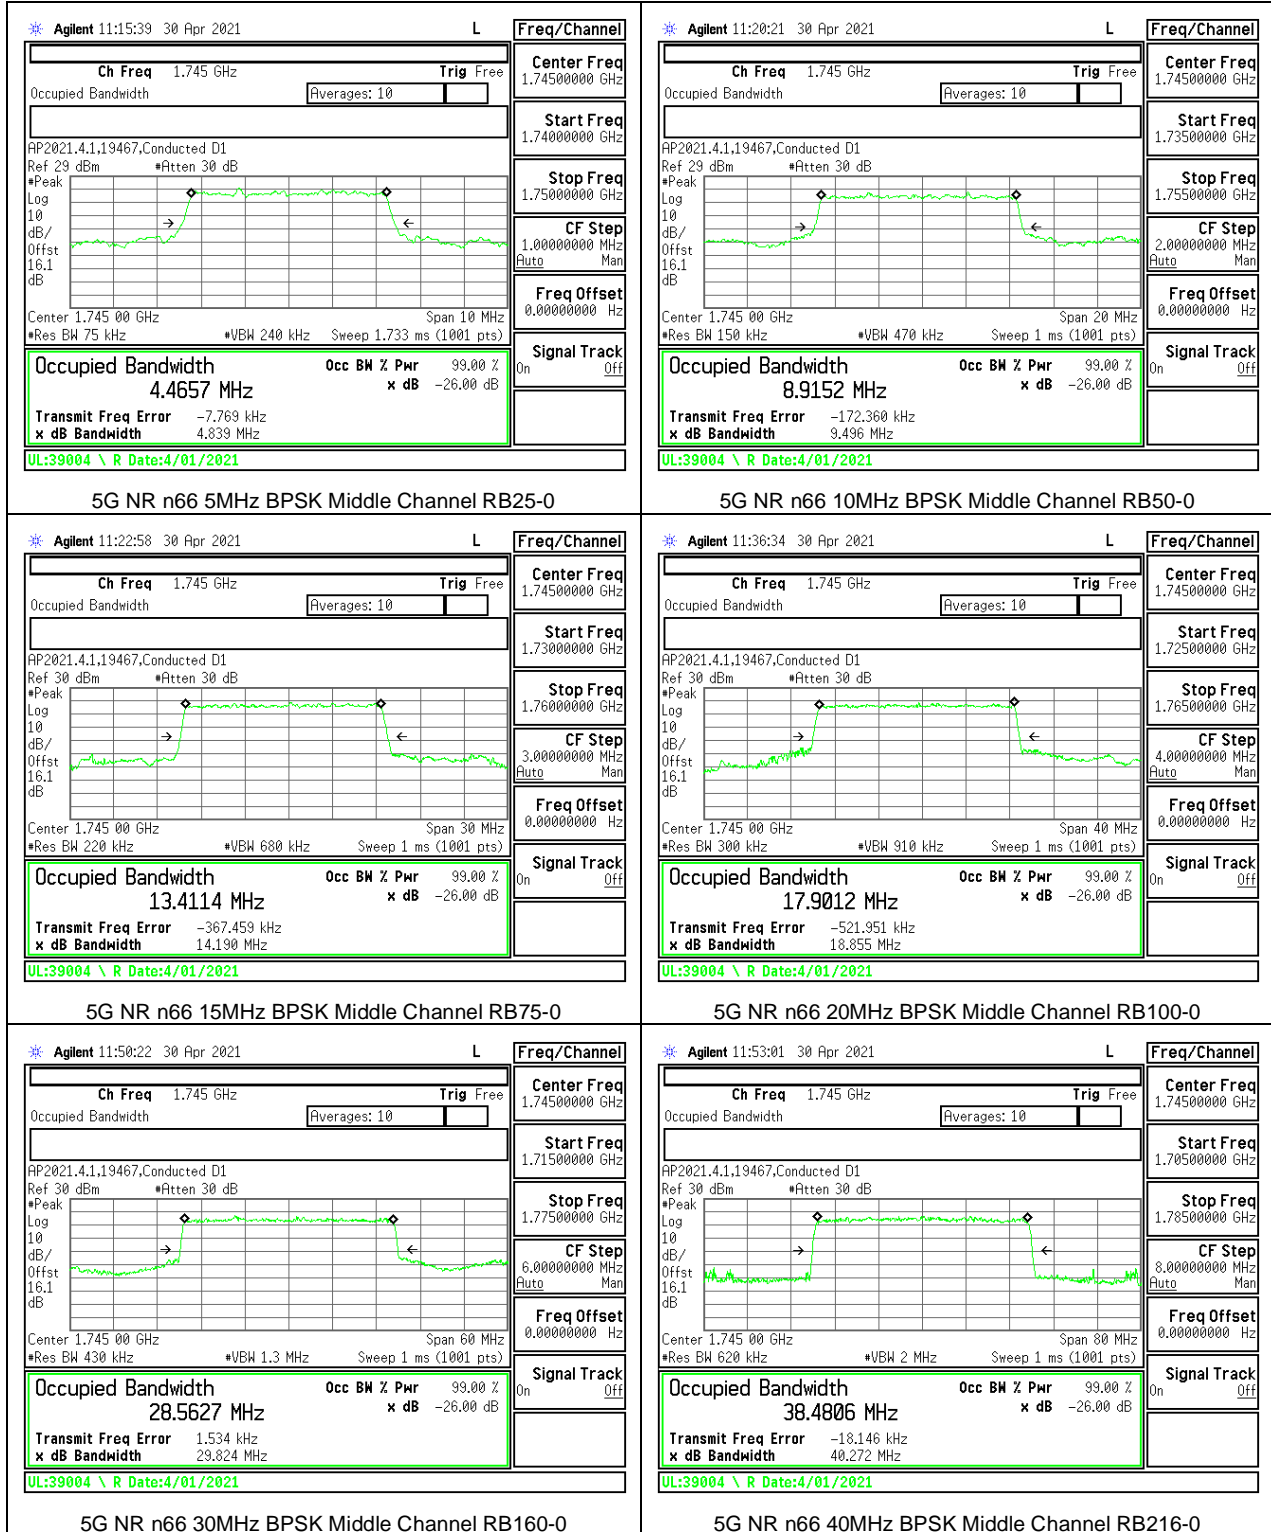 Agilent 11:15:39 30 Apr 2021 L Freq/Channel
Ch Freq 1.745 GHz Trig Free
Occupied Bandwidth Averages: 10
AP2021.4.1,19467,Conducted D1
Ref 29 dBm #Atten 30 dB
#Peak
Log
10
dB/
Offst
16.1
dB
Center 1.745 00 GHz Span 10 MHz
#Res BW 75 kHz #VBW 240 kHz Sweep 1.733 ms (1001 pts)
Occupied Bandwidth Occ BW % Pwr 99.00 %
4.4657 MHz x dB -26.00 dB
Transmit Freq Error -7.769 kHz
x dB Bandwidth 4.839 MHz
UL:39004 \ R Date:4/01/2021
Center Freq
1.74500000 GHz
Start Freq
1.74000000 GHz
Stop Freq
1.75000000 GHz
CF Step
1.00000000 MHz
Auto Man
Freq Offset
0.00000000 Hz
Signal Track
On Off
5G NR n66 5MHz BPSK Middle Channel RB25-0
Agilent 11:20:21 30 Apr 2021 L Freq/Channel
Ch Freq 1.745 GHz Trig Free
Occupied Bandwidth Averages: 10
AP2021.4.1,19467,Conducted D1
Ref 29 dBm #Atten 30 dB
#Peak
Log
10
dB/
Offst
16.1
dB
Center 1.745 00 GHz Span 20 MHz
#Res BW 150 kHz #VBW 470 kHz Sweep 1 ms (1001 pts)
Occupied Bandwidth Occ BW % Pwr 99.00 %
8.9152 MHz x dB -26.00 dB
Transmit Freq Error -172.360 kHz
x dB Bandwidth 9.496 MHz
UL:39004 \ R Date:4/01/2021
Center Freq
1.74500000 GHz
Start Freq
1.73500000 GHz
Stop Freq
1.75500000 GHz
CF Step
2.00000000 MHz
Auto Man
Freq Offset
0.00000000 Hz
Signal Track
On Off
5G NR n66 10MHz BPSK Middle Channel RB50-0
Agilent 11:22:58 30 Apr 2021 L Freq/Channel
Ch Freq 1.745 GHz Trig Free
Occupied Bandwidth Averages: 10
AP2021.4.1,19467,Conducted D1
Ref 30 dBm #Atten 30 dB
#Peak
Log
10
dB/
Offst
16.1
dB
Center 1.745 00 GHz Span 30 MHz
#Res BW 220 kHz #VBW 680 kHz Sweep 1 ms (1001 pts)
Occupied Bandwidth Occ BW % Pwr 99.00 %
13.4114 MHz x dB -26.00 dB
Transmit Freq Error -367.459 kHz
x dB Bandwidth 14.190 MHz
UL:39004 \ R Date:4/01/2021
Center Freq
1.74500000 GHz
Start Freq
1.73000000 GHz
Stop Freq
1.76000000 GHz
CF Step
3.00000000 MHz
Auto Man
Freq Offset
0.00000000 Hz
Signal Track
On Off
5G NR n66 15MHz BPSK Middle Channel RB75-0
Agilent 11:36:34 30 Apr 2021 L Freq/Channel
Ch Freq 1.745 GHz Trig Free
Occupied Bandwidth Averages: 10
AP2021.4.1,19467,Conducted D1
Ref 30 dBm #Atten 30 dB
#Peak
Log
10
dB/
Offst
16.1
dB
Center 1.745 00 GHz Span 40 MHz
#Res BW 300 kHz #VBW 910 kHz Sweep 1 ms (1001 pts)
Occupied Bandwidth Occ BW % Pwr 99.00 %
17.9012 MHz x dB -26.00 dB
Transmit Freq Error -521.951 kHz
x dB Bandwidth 18.855 MHz
UL:39004 \ R Date:4/01/2021
Center Freq
1.74500000 GHz
Start Freq
1.72500000 GHz
Stop Freq
1.76500000 GHz
CF Step
4.00000000 MHz
Auto Man
Freq Offset
0.00000000 Hz
Signal Track
On Off
5G NR n66 20MHz BPSK Middle Channel RB100-0
Agilent 11:50:22 30 Apr 2021 L Freq/Channel
Ch Freq 1.745 GHz Trig Free
Occupied Bandwidth Averages: 10
AP2021.4.1,19467,Conducted D1
Ref 30 dBm #Atten 30 dB
#Peak
Log
10
dB/
Offst
16.1
dB
Center 1.745 00 GHz Span 60 MHz
#Res BW 430 kHz #VBW 1.3 MHz Sweep 1 ms (1001 pts)
Occupied Bandwidth Occ BW % Pwr 99.00 %
28.5627 MHz x dB -26.00 dB
Transmit Freq Error 1.534 kHz
x dB Bandwidth 29.824 MHz
UL:39004 \ R Date:4/01/2021
Center Freq
1.74500000 GHz
Start Freq
1.71500000 GHz
Stop Freq
1.77500000 GHz
CF Step
6.00000000 MHz
Auto Man
Freq Offset
0.00000000 Hz
Signal Track
On Off
5G NR n66 30MHz BPSK Middle Channel RB160-0
Agilent 11:53:01 30 Apr 2021 L Freq/Channel
Ch Freq 1.745 GHz Trig Free
Occupied Bandwidth Averages: 10
AP2021.4.1,19467,Conducted D1
Ref 30 dBm #Atten 30 dB
#Peak
Log
10
dB/
Offst
16.1
dB
Center 1.745 00 GHz Span 80 MHz
#Res BW 620 kHz #VBW 2 MHz Sweep 1 ms (1001 pts)
Occupied Bandwidth Occ BW % Pwr 99.00 %
38.4806 MHz x dB -26.00 dB
Transmit Freq Error -18.146 kHz
x dB Bandwidth 40.272 MHz
UL:39004 \ R Date:4/01/2021
Center Freq
1.74500000 GHz
Start Freq
1.70500000 GHz
Stop Freq
1.78500000 GHz
CF Step
8.00000000 MHz
Auto Man
Freq Offset
0.00000000 Hz
Signal Track
On Off
5G NR n66 40MHz BPSK Middle Channel RB216-0